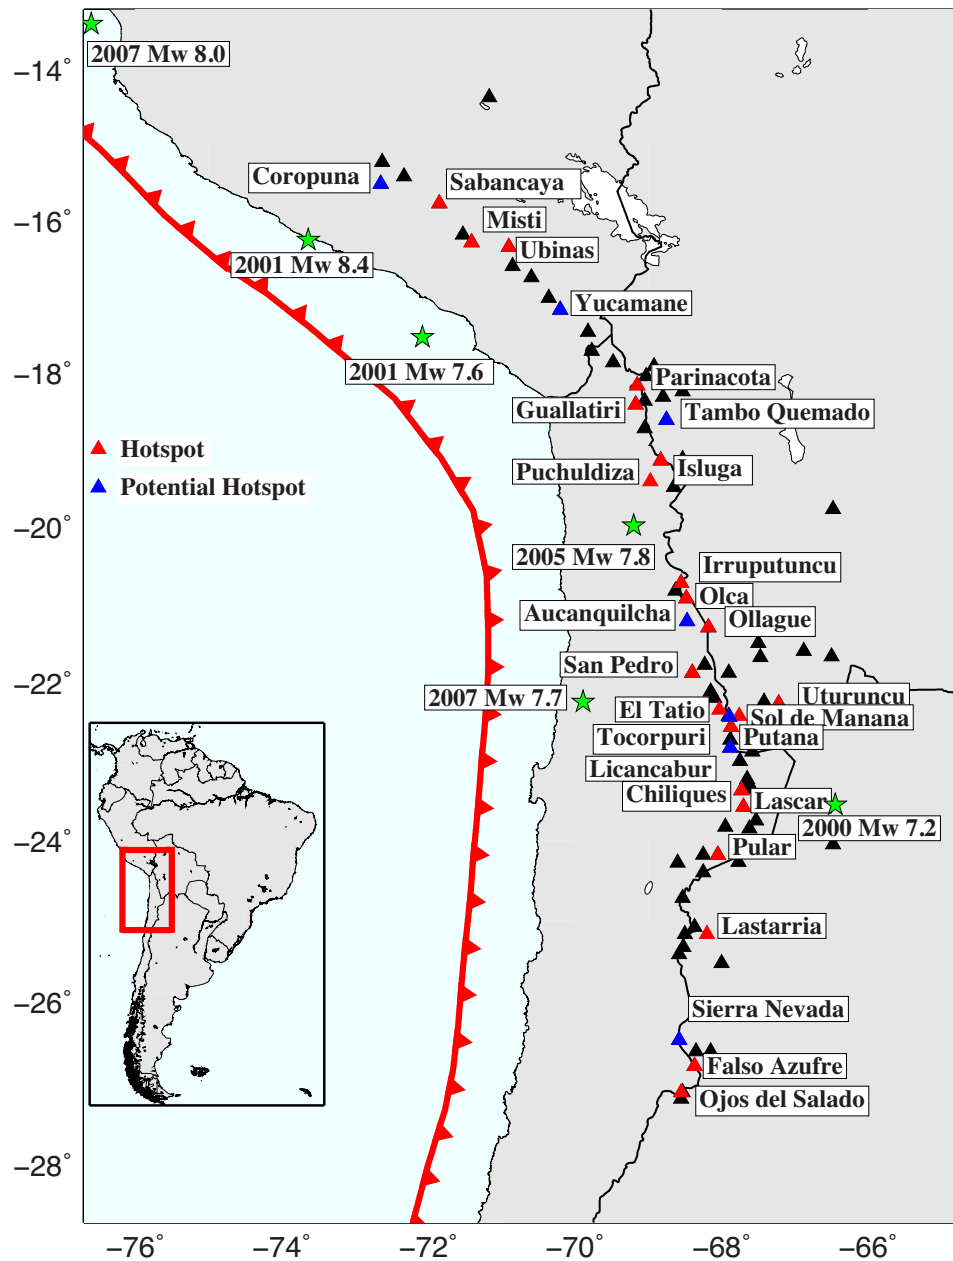 2007 Mw 8.0
−14°
Coropuna
Sabancaya
−16°
Misti
Ubinas
2001 Mw 8.4
Yucamane
2001 Mw 7.6
−18°
Parinacota
Guallatiri
Tambo Quemado
Hotspot
Puchuldiza
Isluga
Potential Hotspot
−20°
2005 Mw 7.8
Irruputuncu
Olca
Aucanquilcha
Ollague
San Pedro
−22°
2007 Mw 7.7
Uturuncu
El Tatio
Sol de Manana
Tocorpuri
Putana
Licancabur
Chiliques
Lascar
2000 Mw 7.2
−24°
Pular
Lastarria
−26°
Sierra Nevada
Falso Azufre
Ojos del Salado
−28°
−76°
−74°
−72°
−70°
−68°
−66°